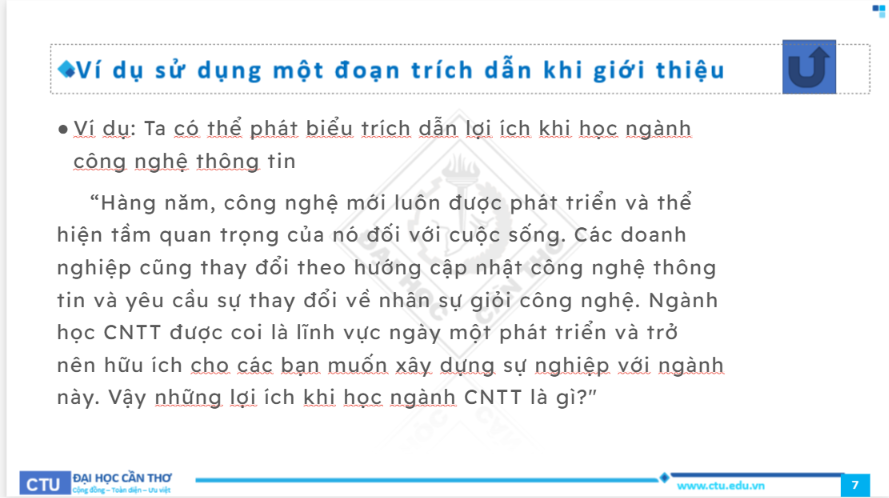 Ví dụ sử dụng một đoạn trích dẫn khi giới thiệu
● Ví dụ: Ta có thể phát biểu trích dẫn lợi ích khi học ngành
công nghệ thông tin
“Hàng năm, công nghệ mới luôn được phát triển và thể
hiện tầm quan trọng của nó đối với cuộc sống. Các doanh
nghiệp cũng thay đổi theo hướng cập nhật công nghệ thông
tin và yêu cầu sự thay đổi về nhân sự giỏi công nghệ. Ngành
học CNTT được coi là lĩnh vực ngày một phát triển và trở
nên hữu ích cho các bạn muốn xây dựng sự nghiệp với ngành
này. Vậy những lợi ích khi học ngành CNTT là gì?"
ĐẠI HỌC CẦN THƠ
CTU
ĐẠI HỌC CẦN THƠ
Cộng đồng – Toàn diện – Ưu việt
www.ctu.edu.vn
7